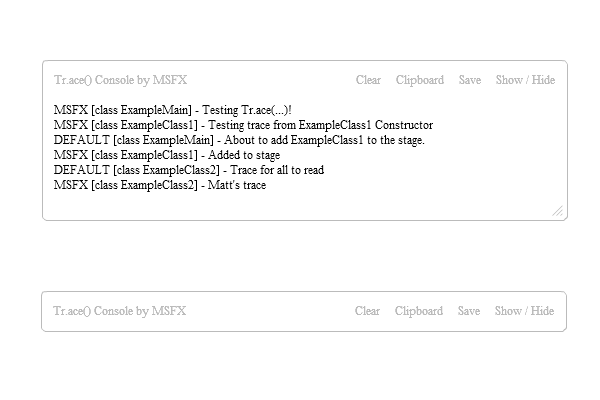 Tr.ace() Console by MSFX Clear Clipboard Save Show / Hide
MSFX [class ExampleMain] - Testing Tr.ace(...)!
MSFX [class ExampleClass1] - Testing trace from ExampleClass1 Constructor
DEFAULT [class ExampleMain] - About to add ExampleClass1 to the stage.
MSFX [class ExampleClass1] - Added to stage
DEFAULT [class ExampleClass2] - Trace for all to read
MSFX [class ExampleClass2] - Matt's trace
Tr.ace() Console by MSFX Clear Clipboard Save Show / Hide